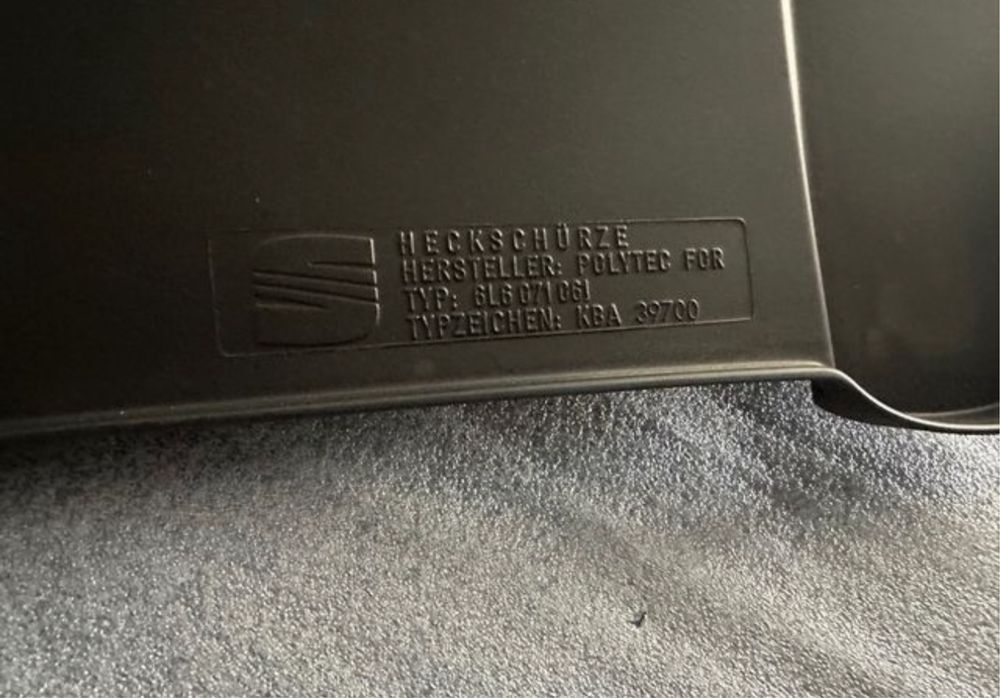 HECKSCHÜRZE
HERSTELLER: POLYTEC FOR
TYP: 6L6 071 061
TYPZEICHEN: KBA 39700